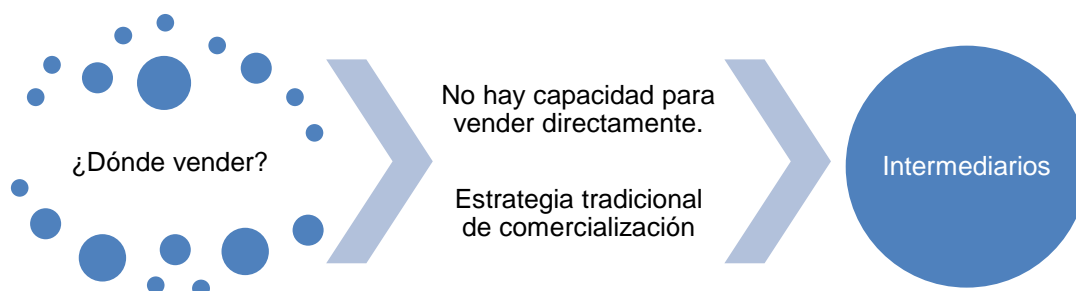 ¿Dónde vender?
No hay capacidad para
vender directamente.
Estrategia tradicional
de comercialización
Intermediarios